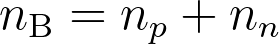 n_B = n_p + n_n